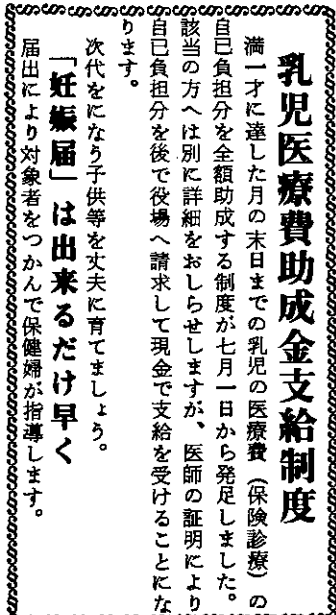 乳児医療費助成金支給制度
満一才に達した月の末日までの乳児の医療費（保険診療）の
自己負担分を全額助成する制度が七月一日から発足しました。
該当の方へは別に詳細をおしらせしますが、医師の証明により
自己負担分を後で役場へ請求して現金で支給を受けることにな
ります。
次代をになう子供等を丈夫に育てましょう。
「妊娠届」は出来るだけ早く
届出により対象者をつかんで保健婦が指導します。